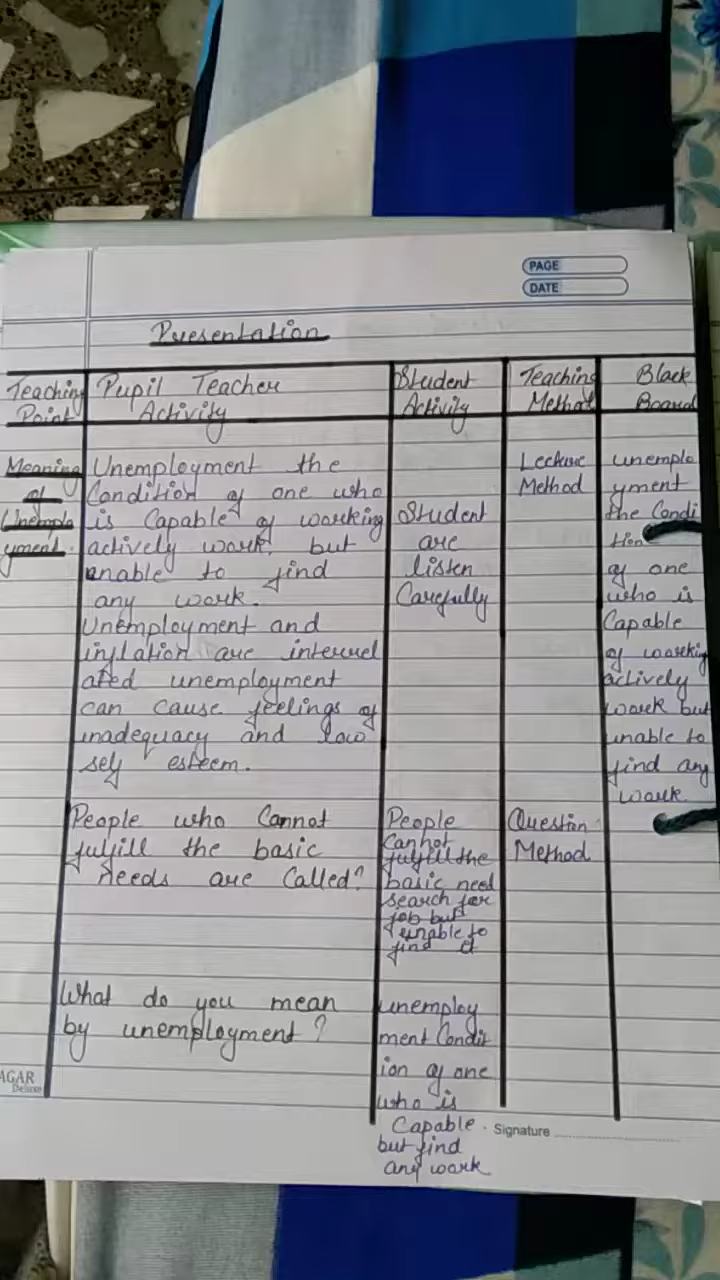 PAGE
DATE
Presentation
Teaching
Point
Pupil Teacher
Activity
Student
Activity
Teaching
Method
Black
Board
Meaning
of
Unemplo
yment.
Unemployment the
Condition of one who
is Capable of working
actively work, but
unable to find
any work.
Unemployment and
inflation are interrel
ated unemployment
can cause feelings of
inadequacy and low
self esteem.
Student
are
listen
Carefully
Lecture
Method
unemplo
yment
the Condi
tion
of one
who is
Capable
of working
actively
work but
unable to
find any
work.
People who Cannot
fulfill the basic
needs are Called?
People
Cannot
fulfill the
basic need
search for
job but
unable to
find it
Question
Method
What do you mean
by unemployment?
unemploy
ment Condit
ion of one
who is
Capable
but find
any work
AGAR
Deluxe
Signature